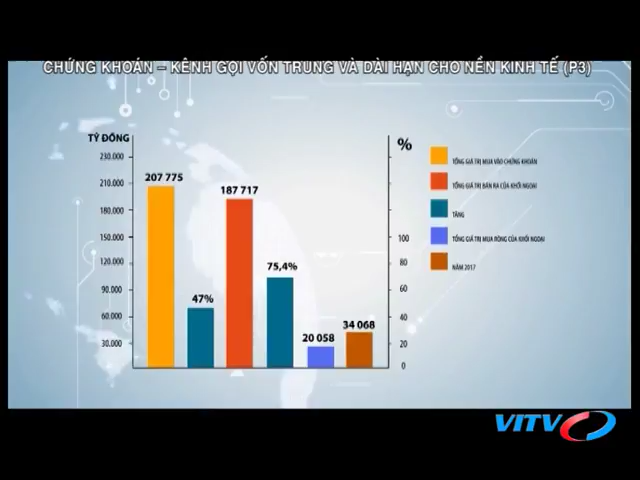 CHỨNG KHOÁN – KÊNH GỌI VỐN TRUNG VÀ DÀI HẠN CHO NỀN KINH TẾ (P3)
TỶ ĐỒNG
%
230.000
210.000
180.000
150.000
120.000
90.000
60.000
30.000
207 775
47%
187 717
75,4%
20 058
34 068
100
80
60
40
20
0
TỔNG GIÁ TRỊ MUA VÀO CHỨNG KHOÁN
TỔNG GIÁ TRỊ BÁN RA CỦA KHỐI NGOẠI
TĂNG
TỔNG GIÁ TRỊ MUA RÒNG CỦA KHỐI NGOẠI
NĂM 2017
VITV